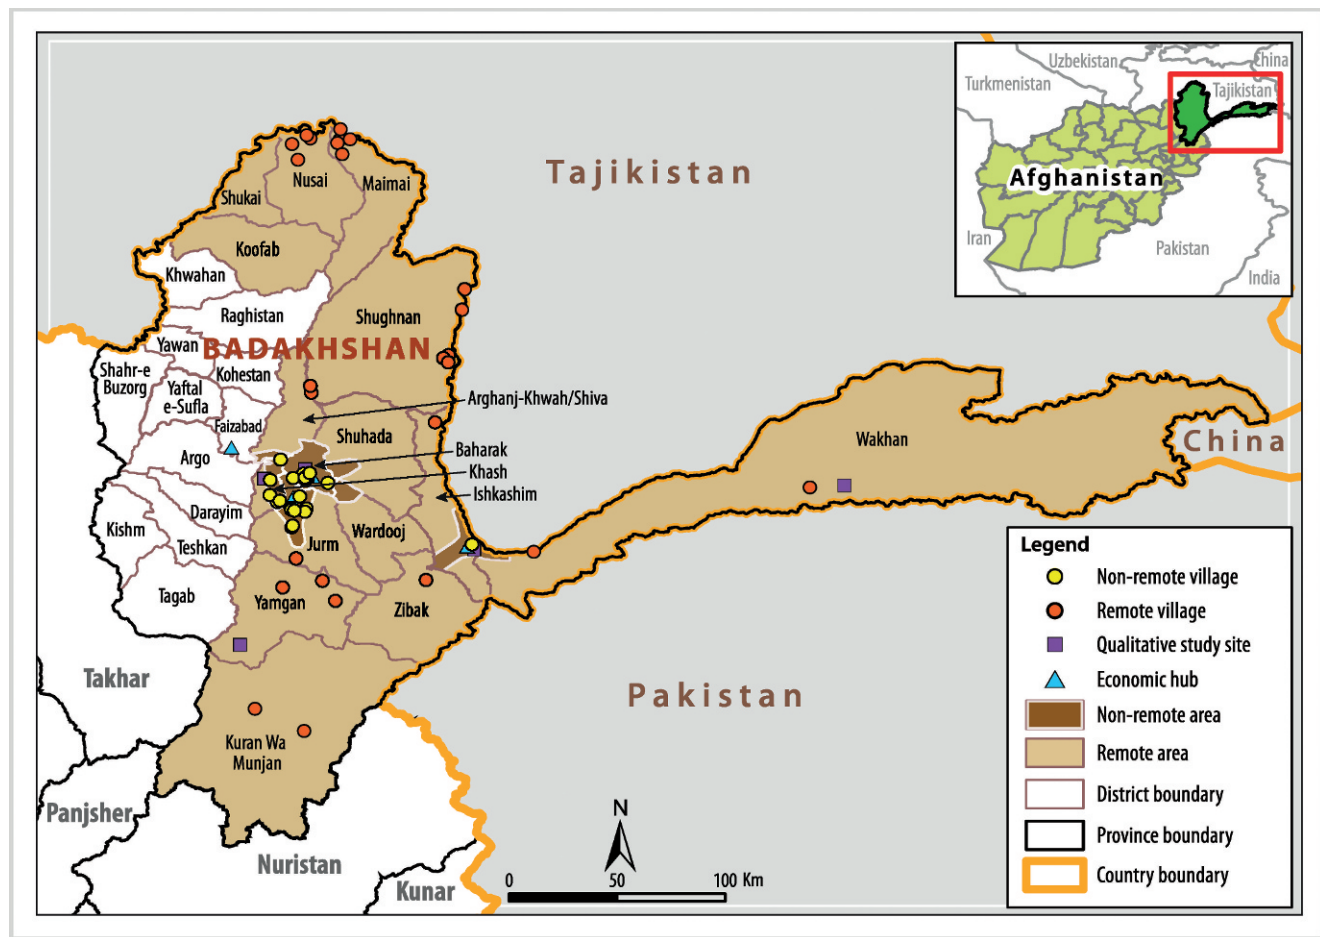 Uzbekistan
China
Turkmenistan
Tajikistan
Afghanistan
Iran
Pakistan
India
Tajikistan
Nusai
Maimai
Shukai
Koofab
Khwahan
Raghistan
Shughnan
Yawan
BADAKHSHAN
Shahr-e
Buzorg
Kohestan
Yaftal
e-Sufla
Arghanj-Khwah/Shiva
Faizabad
Shuhada
Wakhan
China
Argo
Baharak
Khash
Ishkashim
Darayim
Kishm
Wardooj
Teshkan
Jurm
Tagab
Yamgan
Zibak
Takhar
Pakistan
Kuran Wa
Munjan
Panjsher
Nuristan
Kunar
N
0 50 100 Km
Legend
Non-remote village
Remote village
Qualitative study site
Economic hub
Non-remote area
Remote area
District boundary
Province boundary
Country boundary